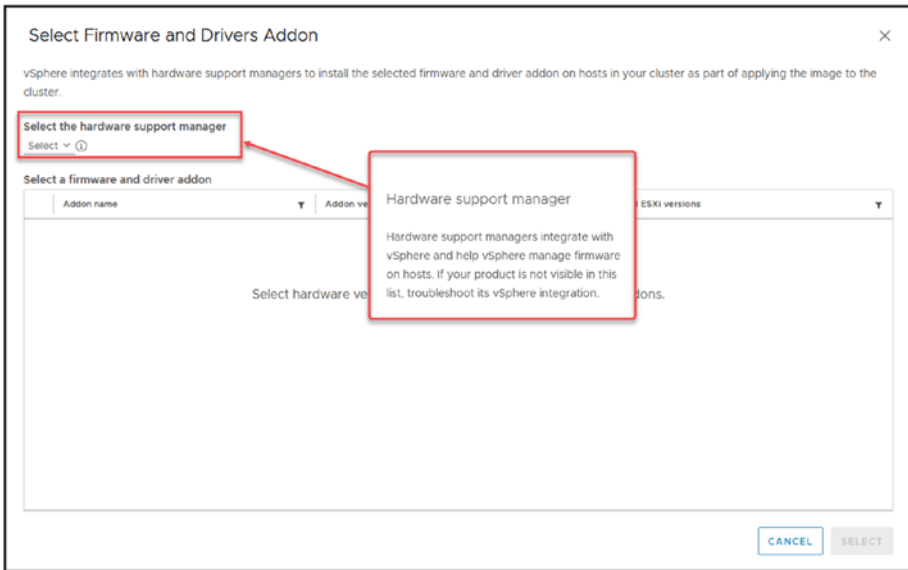 Select Firmware and Drivers Addon
vSphere integrates with hardware support managers to install the selected firmware and driver addon on hosts in your cluster as part of applying the image to the
cluster.
Select the hardware support manager
Select
Select a firmware and driver addon
Addon name
Addon ve
ESXi versions
Hardware support manager
Hardware support managers integrate with
vSphere and help vSphere manage firmware
on hosts. If your product is not visible in this
list, troubleshoot its vSphere integration.
Select hardware ve
dons.
CANCEL
SELECT